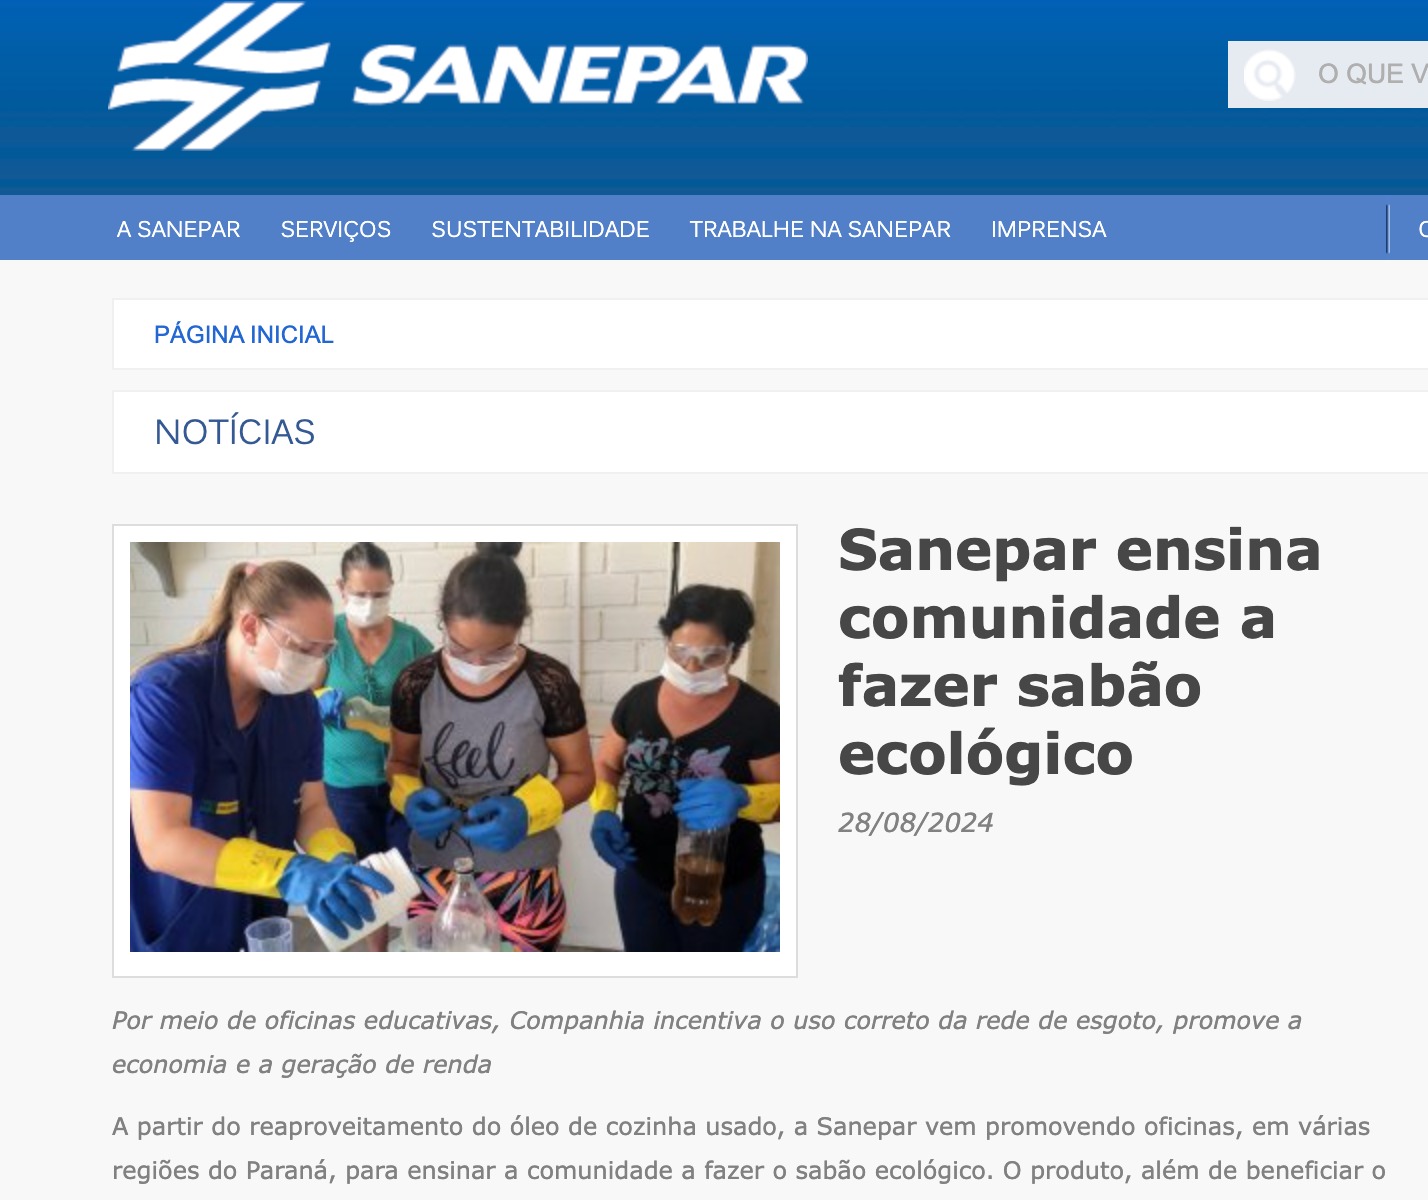 SANEPAR
O QUE V
A SANEPAR SERVIÇOS SUSTENTABILIDADE TRABALHE NA SANEPAR IMPRENSA
PÁGINA INICIAL
NOTÍCIAS
feel
Sanepar ensina
comunidade a
fazer sabão
ecológico
28/08/2024
Por meio de oficinas educativas, Companhia incentiva o uso correto da rede de esgoto, promove a
economia e a geração de renda
A partir do reaproveitamento do óleo de cozinha usado, a Sanepar vem promovendo oficinas, em várias
regiões do Paraná, para ensinar a comunidade a fazer o sabão ecológico. O produto, além de beneficiar o